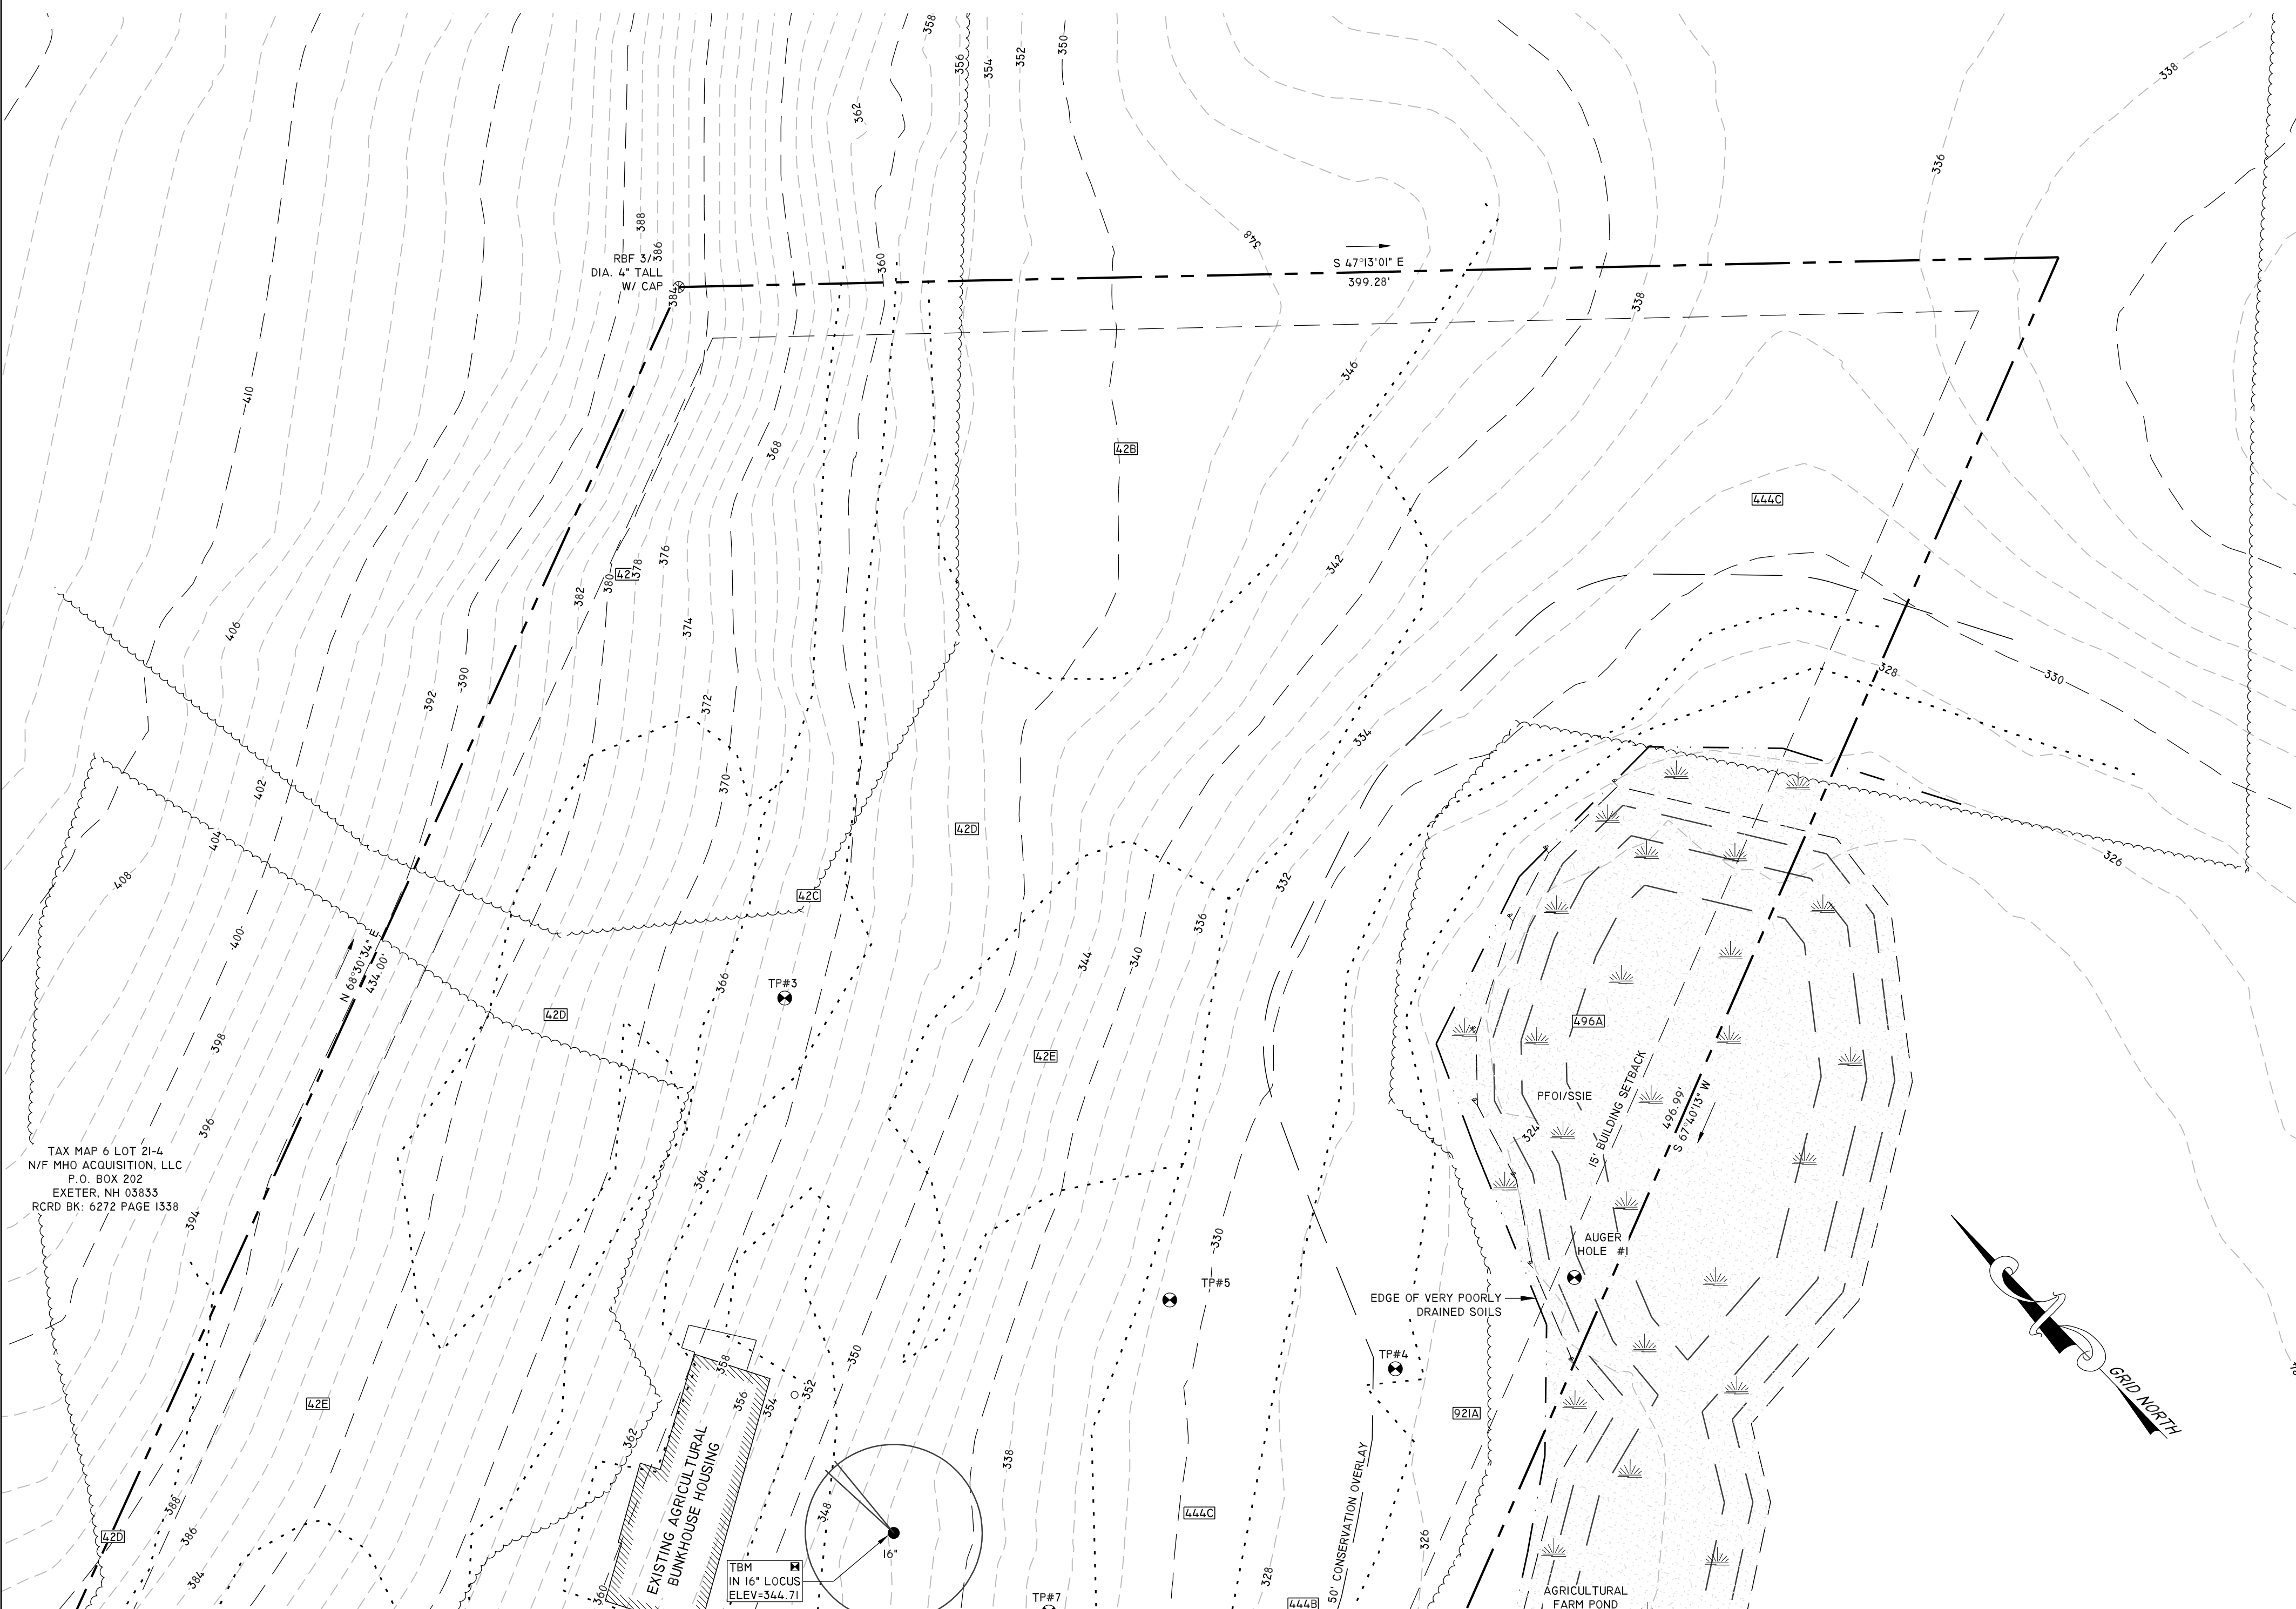 358
350
352
356
354
338
362
336
388
386
348
RBF 3/
DIA. 4" TALL
W/ CAP
384
360
S 47°13'01" E
399.28'
338
410
346
368
42B
444C
376
378
342
380
382
406
374
392
390
372
328
330
334
370
402
404
42D
326
408
332
42C
336
400
344
340
366
TP#3
N 68°30'34" E
434.00'
42D
496A
398
42E
15' BUILDING SETBACK
PFO1/SS1E
496.99'
S 67°40'13" W
396
324
TAX MAP 6 LOT 21-4
N/F MHO ACQUISITION, LLC
P.O. BOX 202
EXETER, NH 03833
RCRD BK: 6272 PAGE 1338
364
394
330
AUGER
HOLE #1
TP#5
EDGE OF VERY POORLY
DRAINED SOILS
350
358
TP#4
352
356
354
42E
921A
GRID NORTH
362
338
388
348
444C
386
42D
EXISTING AGRICULTURAL
BUNKHOUSE HOUSING
16"
50' CONSERVATION OVERLAY
326
TBM
IN 16" LOCUS
ELEV=344.71
384
360
328
TP#7
444B
AGRICULTURAL
FARM POND